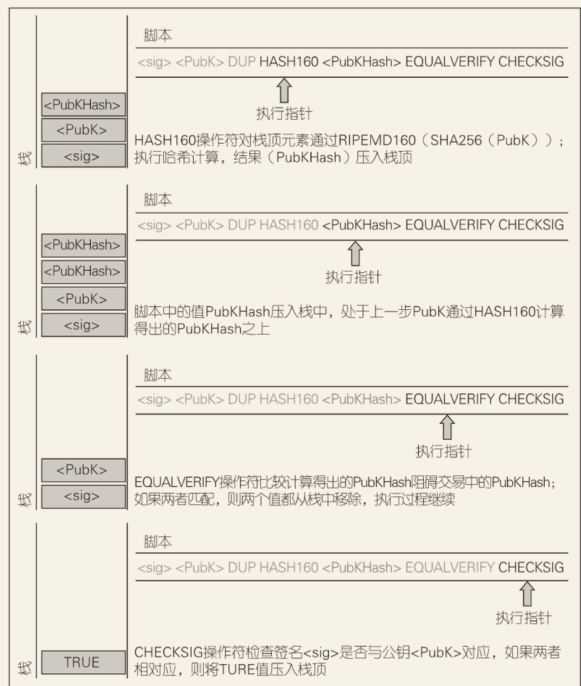 脚本
<sig> <PubK> DUP HASH160 <PubKHash> EQUALVERIFY CHECKSIG
执行指针
<PubKHash>
<PubK>
<sig>
栈
HASH160操作符对栈顶元素通过RIPEMD160（SHA256（PubK））;
执行哈希计算，结果（PubKHash）压入栈顶
脚本
<sig> <PubK> DUP HASH160 <PubKHash> EQUALVERIFY CHECKSIG
执行指针
<PubKHash>
<PubKHash>
<PubK>
<sig>
栈
脚本中的值PubKHash压入栈中，处于上一步PubK通过HASH160计算
得出的PubKHash之上
脚本
<sig> <PubK> DUP HASH160 <PubKHash> EQUALVERIFY CHECKSIG
执行指针
<PubK>
<sig>
栈
EQUALVERIFY操作符比较计算得出的PubKHash阻碍交易中的PubKHash;
如果两者匹配，则两个值都从栈中移除，执行过程继续
脚本
<sig> <PubK> DUP HASH160 <PubKHash> EQUALVERIFY CHECKSIG
执行指针
TRUE
栈
CHECKSIG操作符检查签名<sig>是否与公钥<PubK>对应，如果两者
相对应，则将TURE值压入栈顶